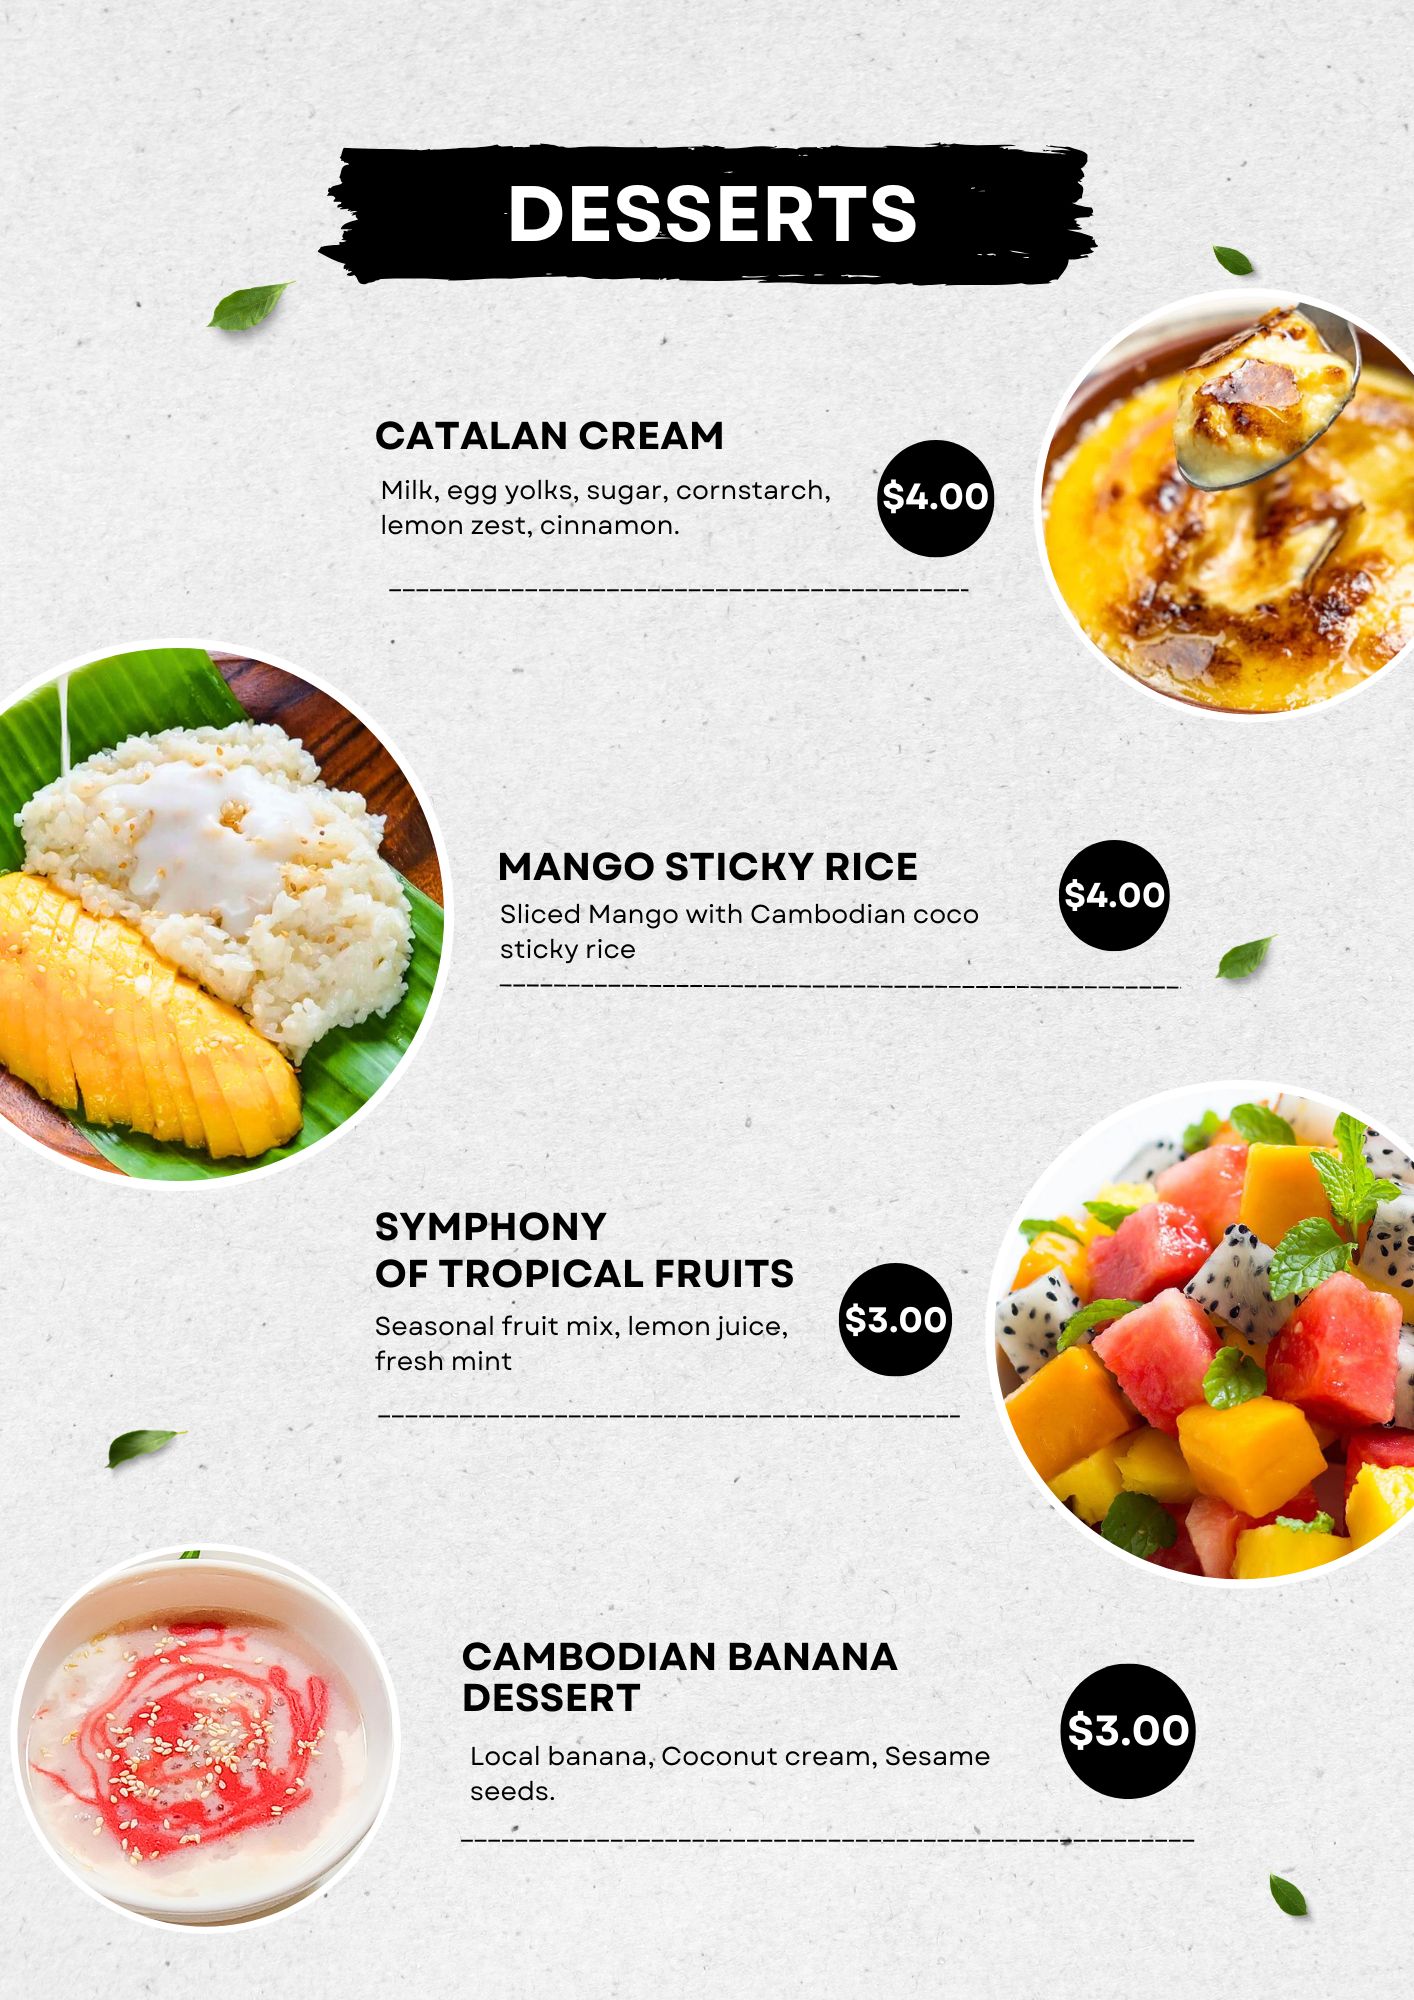 DESSERTS
CATALAN CREAM
Milk, egg yolks, sugar, cornstarch,
lemon zest, cinnamon.
$4.00
MANGO STICKY RICE
Sliced Mango with Cambodian coco
sticky rice
$4.00
SYMPHONY
OF TROPICAL FRUITS
Seasonal fruit mix, lemon juice,
fresh mint
$3.00
CAMBODIAN BANANA
DESSERT
Local banana, Coconut cream, Sesame
seeds.
$3.00